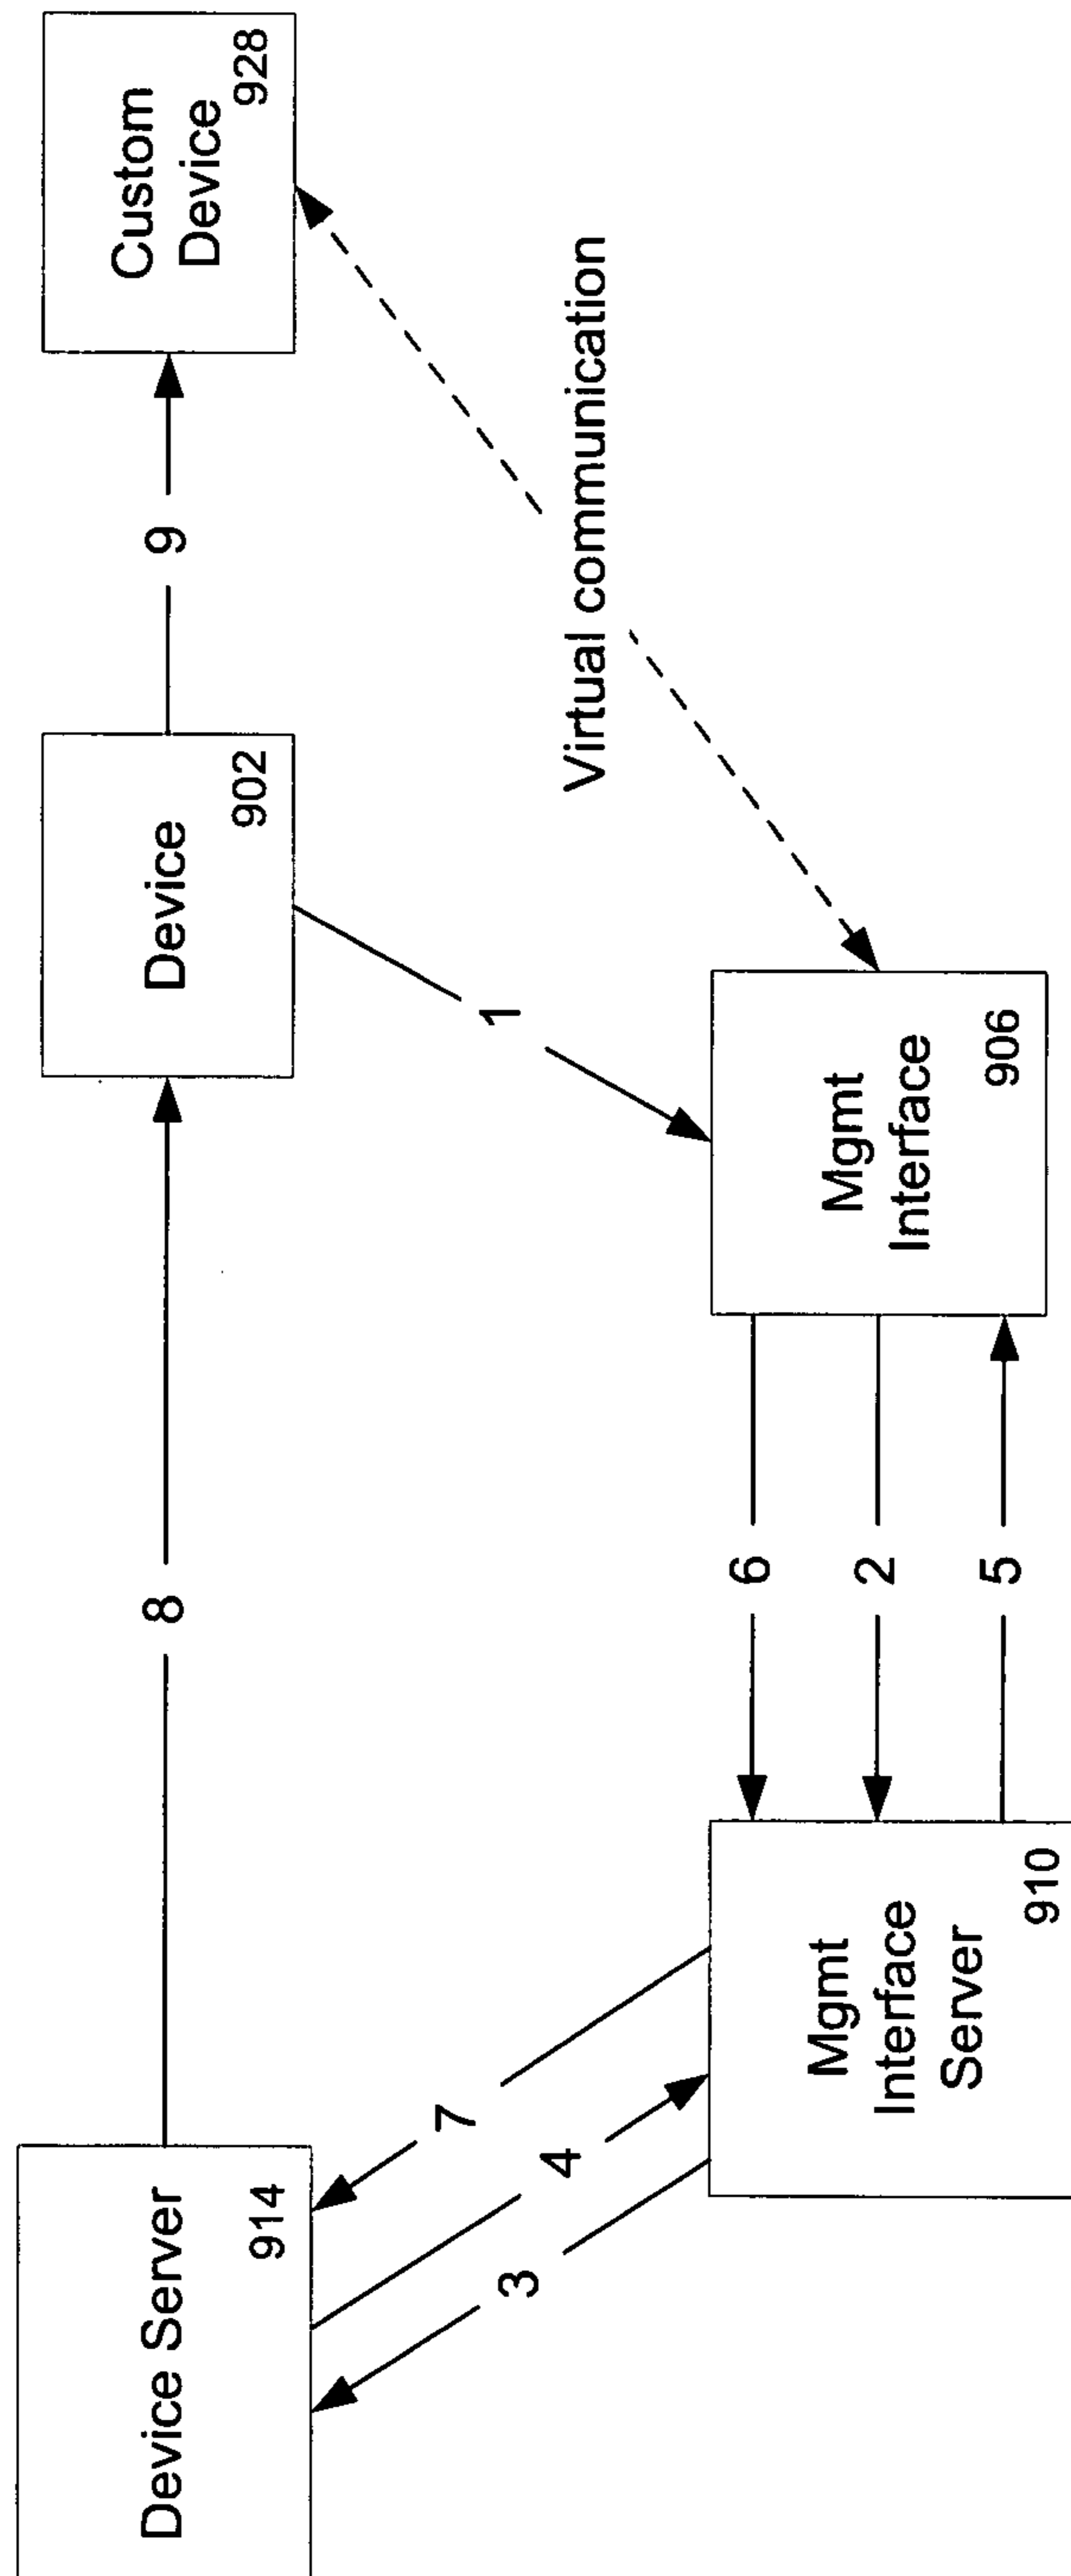 Device Server
914
8
Device
902
9
Custom
Device
928
7
4
3
1
Virtual communication
Mgmt
Interface
Server
910
6
2
5
Mgmt
Interface
906